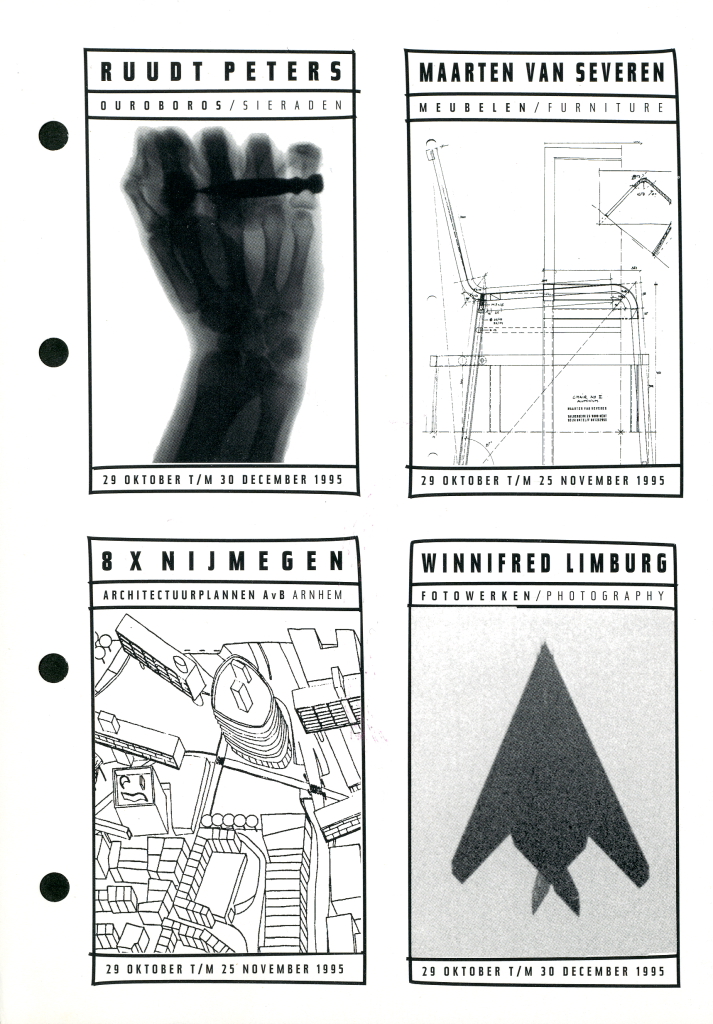 RUUDT PETERS
OUROBOROS/SIERADEN
29 OKTOBER T/M 30 DECEMBER 1995
MAARTEN VAN SEVEREN
MEUBELEN/FURNITURE
CHAIR No II
ALUMINIUM
MAARTEN VAN SEVEREN
29 OKTOBER T/M 25 NOVEMBER 1995
8 X NIJMEGEN
ARCHITECTUURPLANNEN AvB ARNHEM
29 OKTOBER T/M 25 NOVEMBER 1995
WINNIFRED LIMBURG
FOTOWERKEN/PHOTOGRAPHY
29 OKTOBER T/M 30 DECEMBER 1995